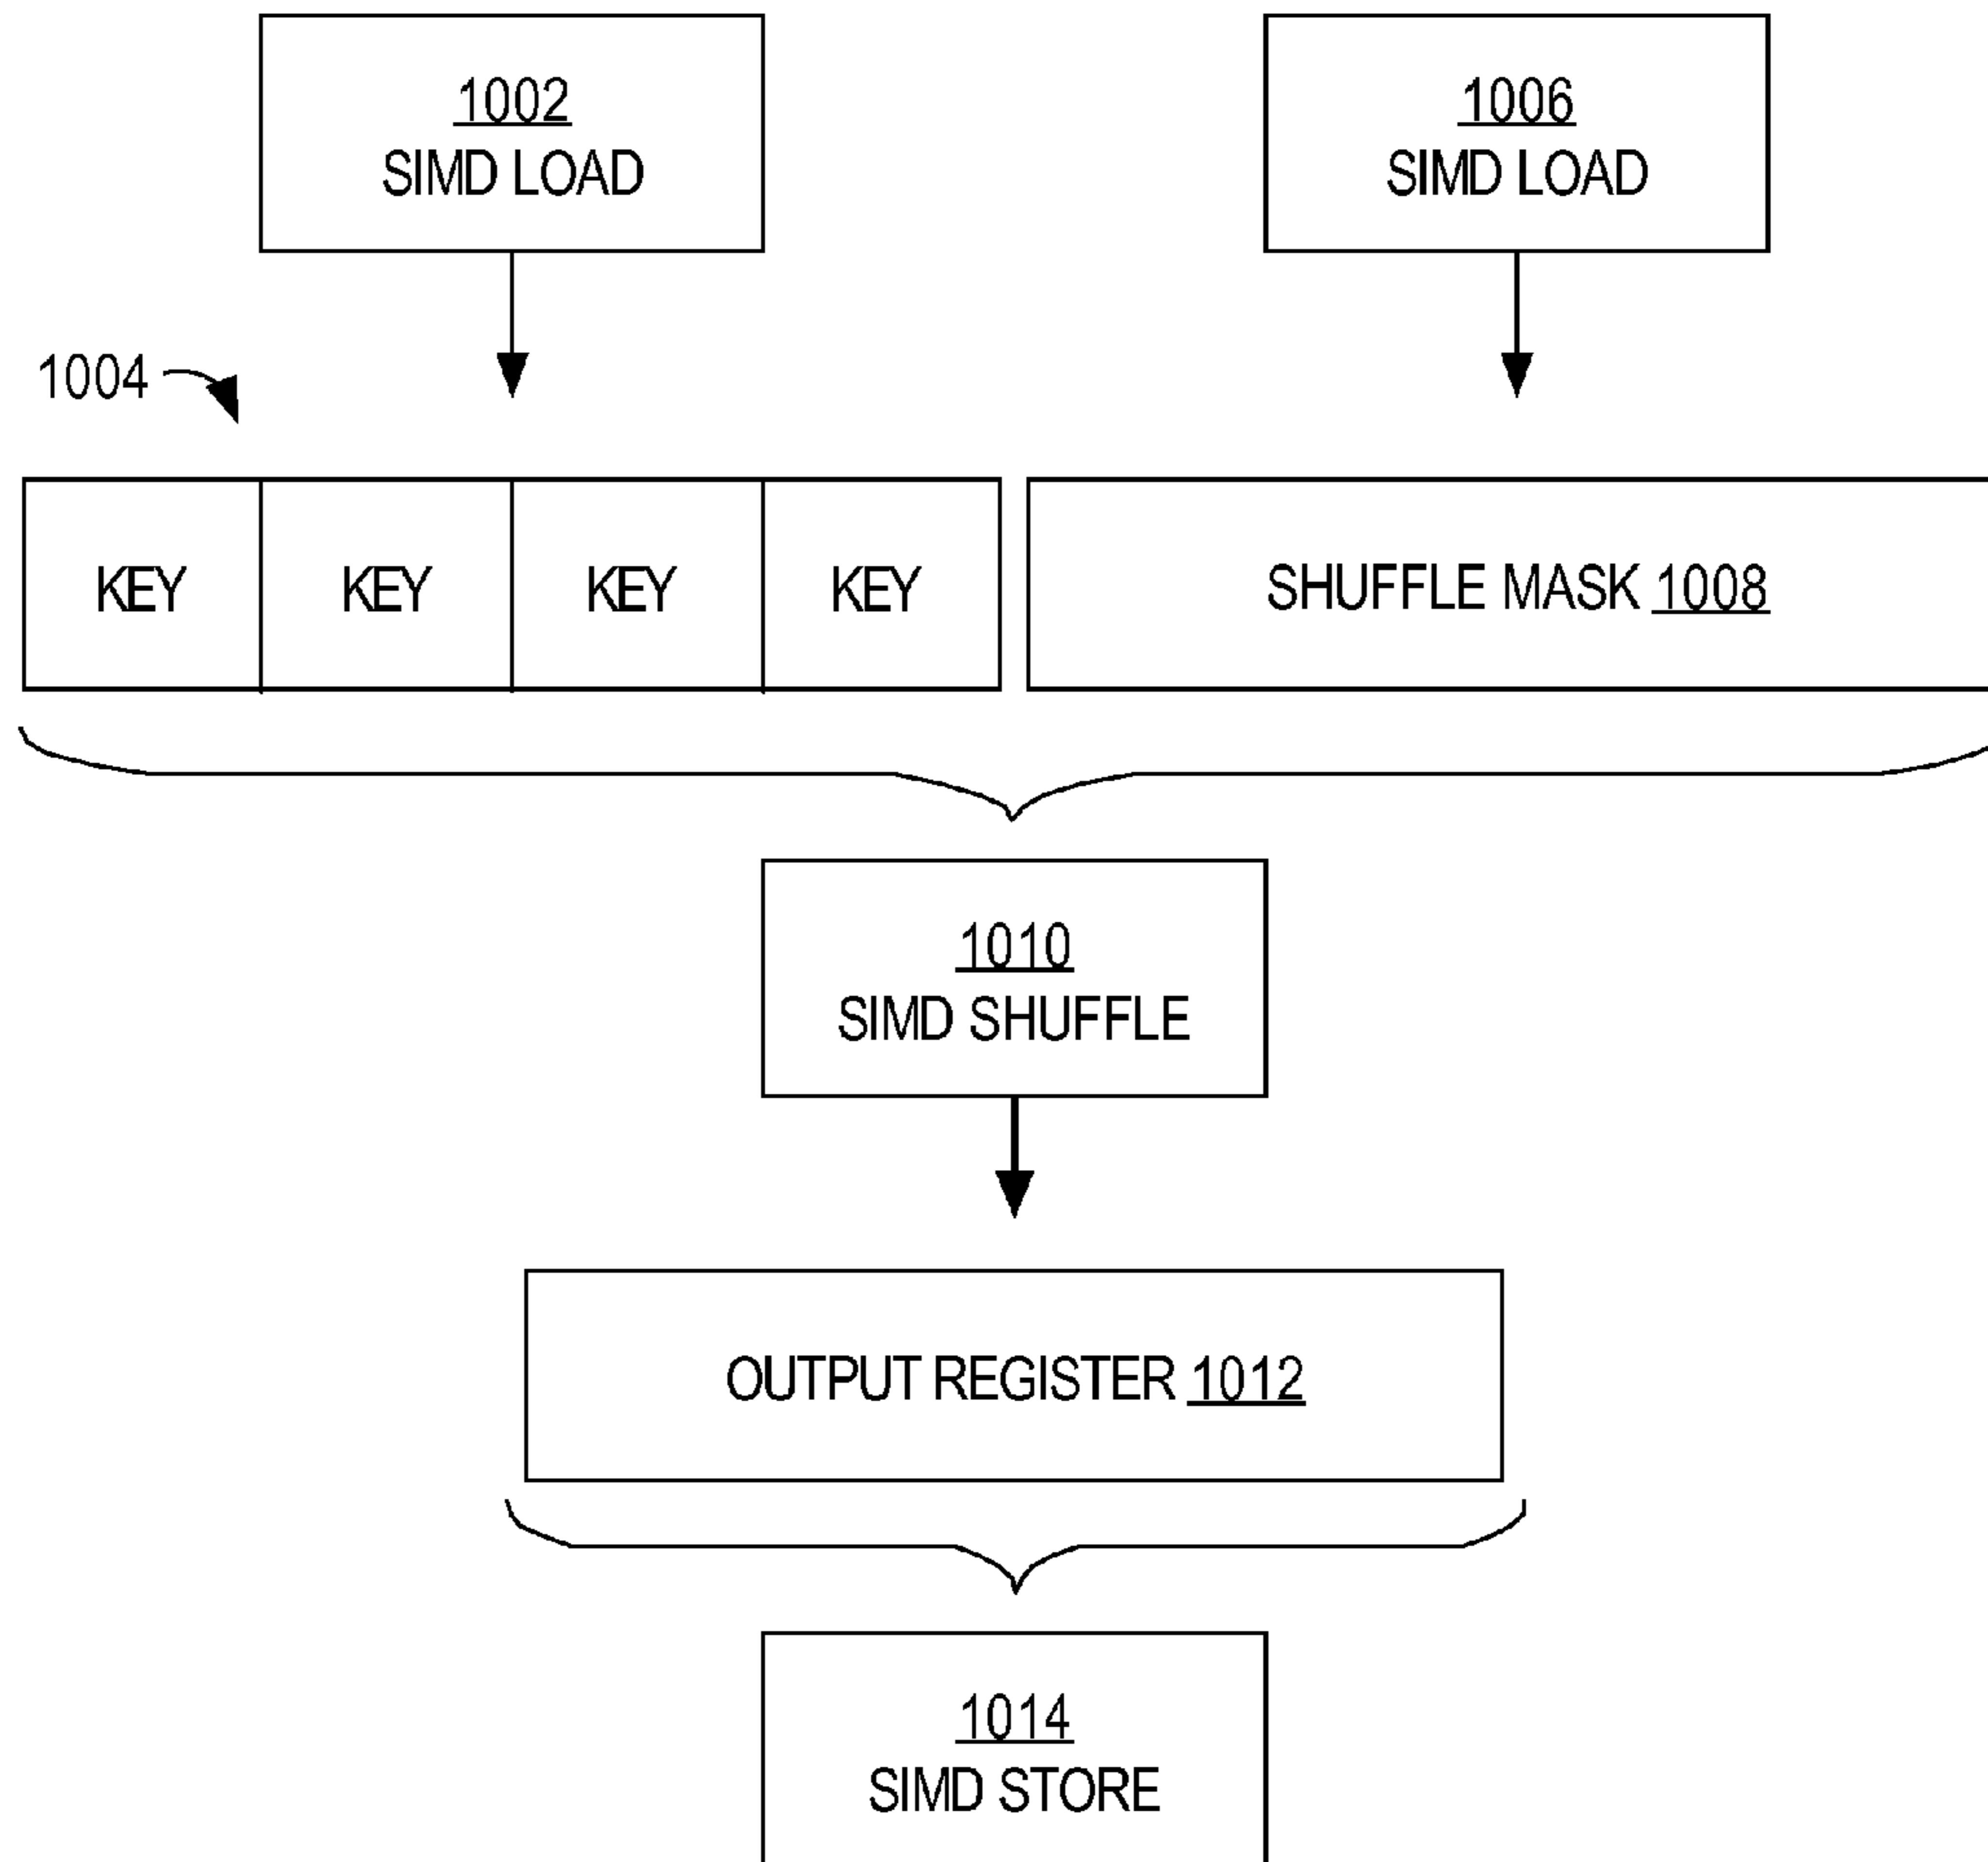 1002
SIMD LOAD
1006
SIMD LOAD
1004
KEY KEY KEY KEY
SHUFFLE MASK 1008
1010
SIMD SHUFFLE
OUTPUT REGISTER 1012
1014
SIMD STORE